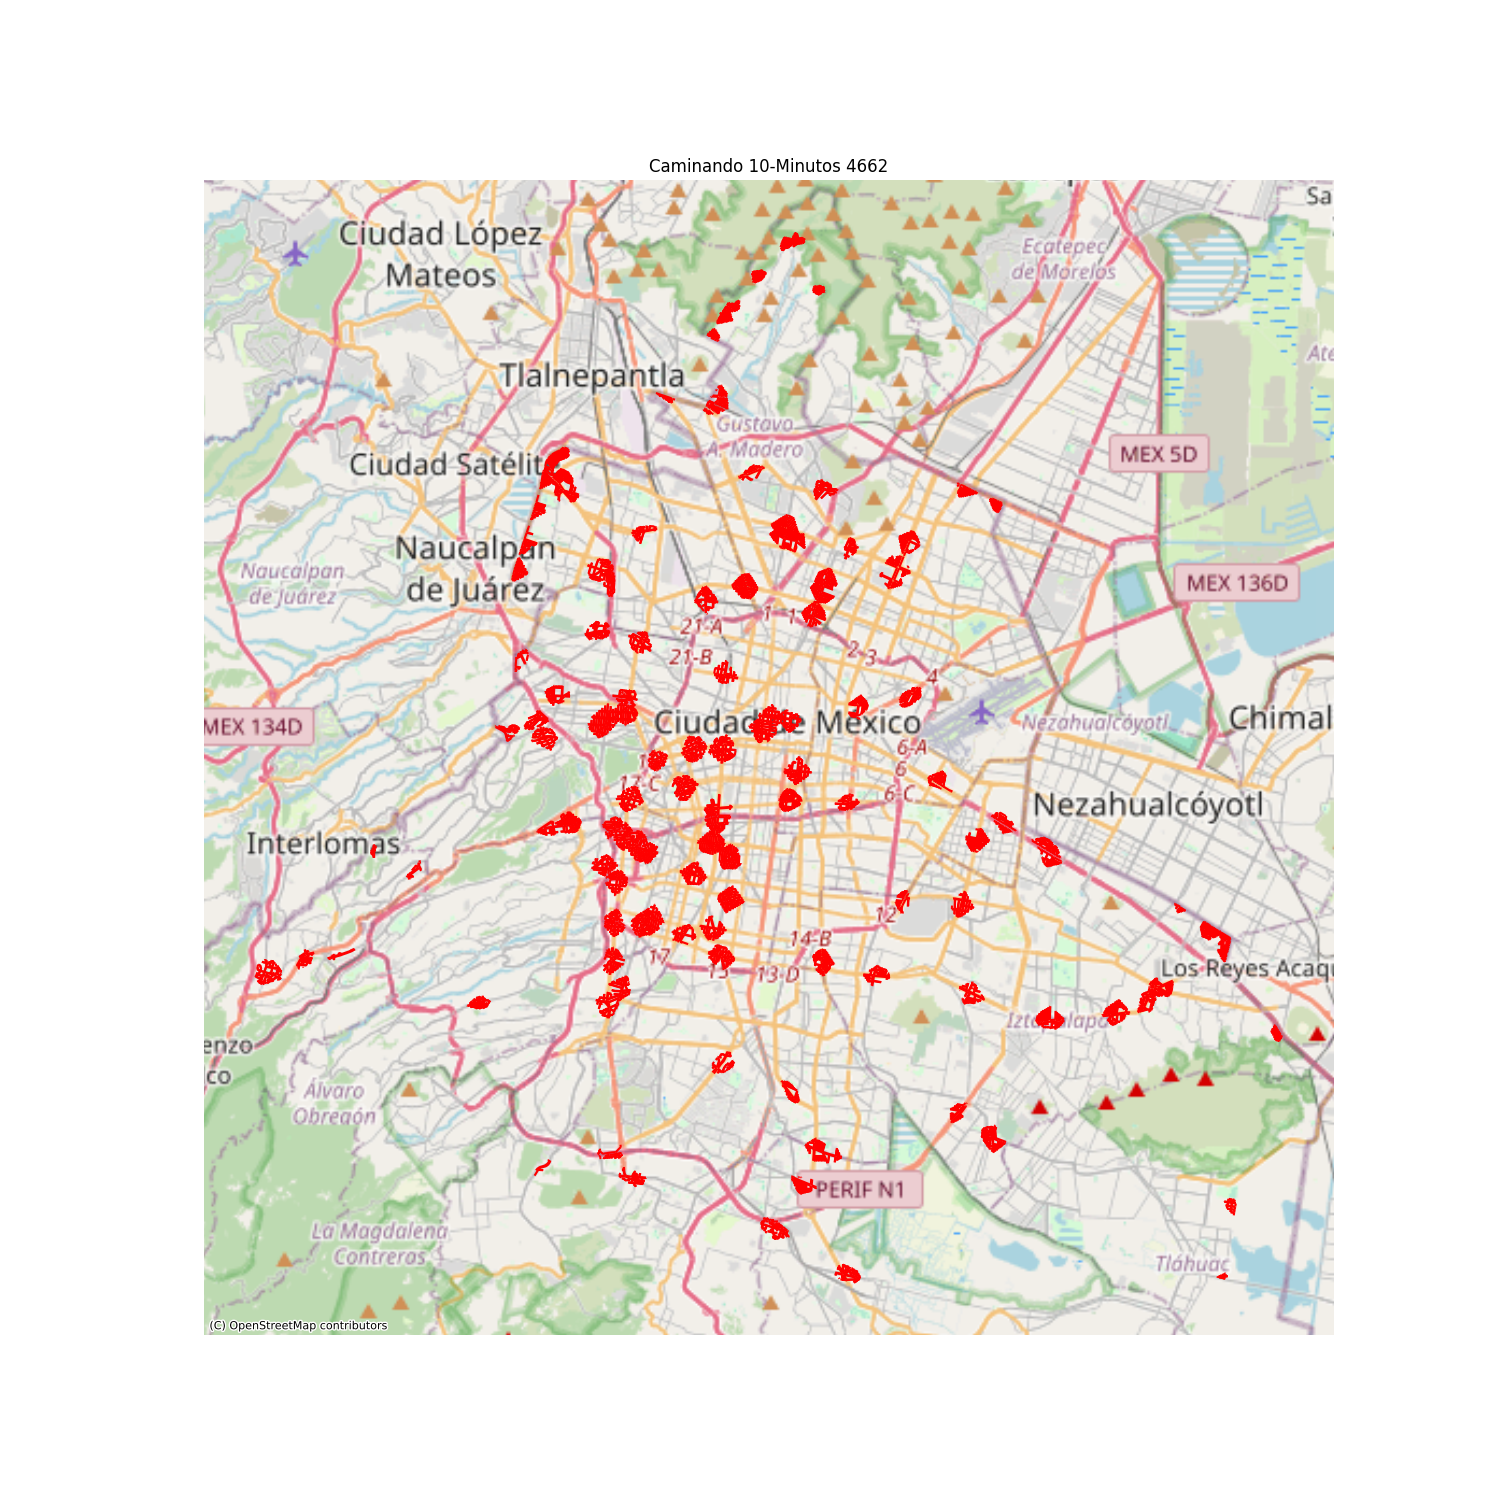 Caminando 10-Minutos 4662
Sa
Ciudad López
Mateos
Ecatepec
de Morelos
Ate
Tlalnepantla
Gustavo
A. Madero
MEX 5D
Ciudad Satélit
Naucalpan
de Juárez
Naucalpan
de Juárez
MEX 136D
1
1
21-A
2
3
21-B
4
MEX 134D
Ciudad de México
Nezahualcóyotl
Chimal
6-A
6
17-C
6-C
Nezahualcóyotl
Interlomas
12
14-B
17
15
13-D
Los Reyes Acaqu
Iztapalapa
enzo
co
Álvaro
Obregón
PERIF N1
La Magdalena
Contreras
Tláhuac
(C) OpenStreetMap contributors